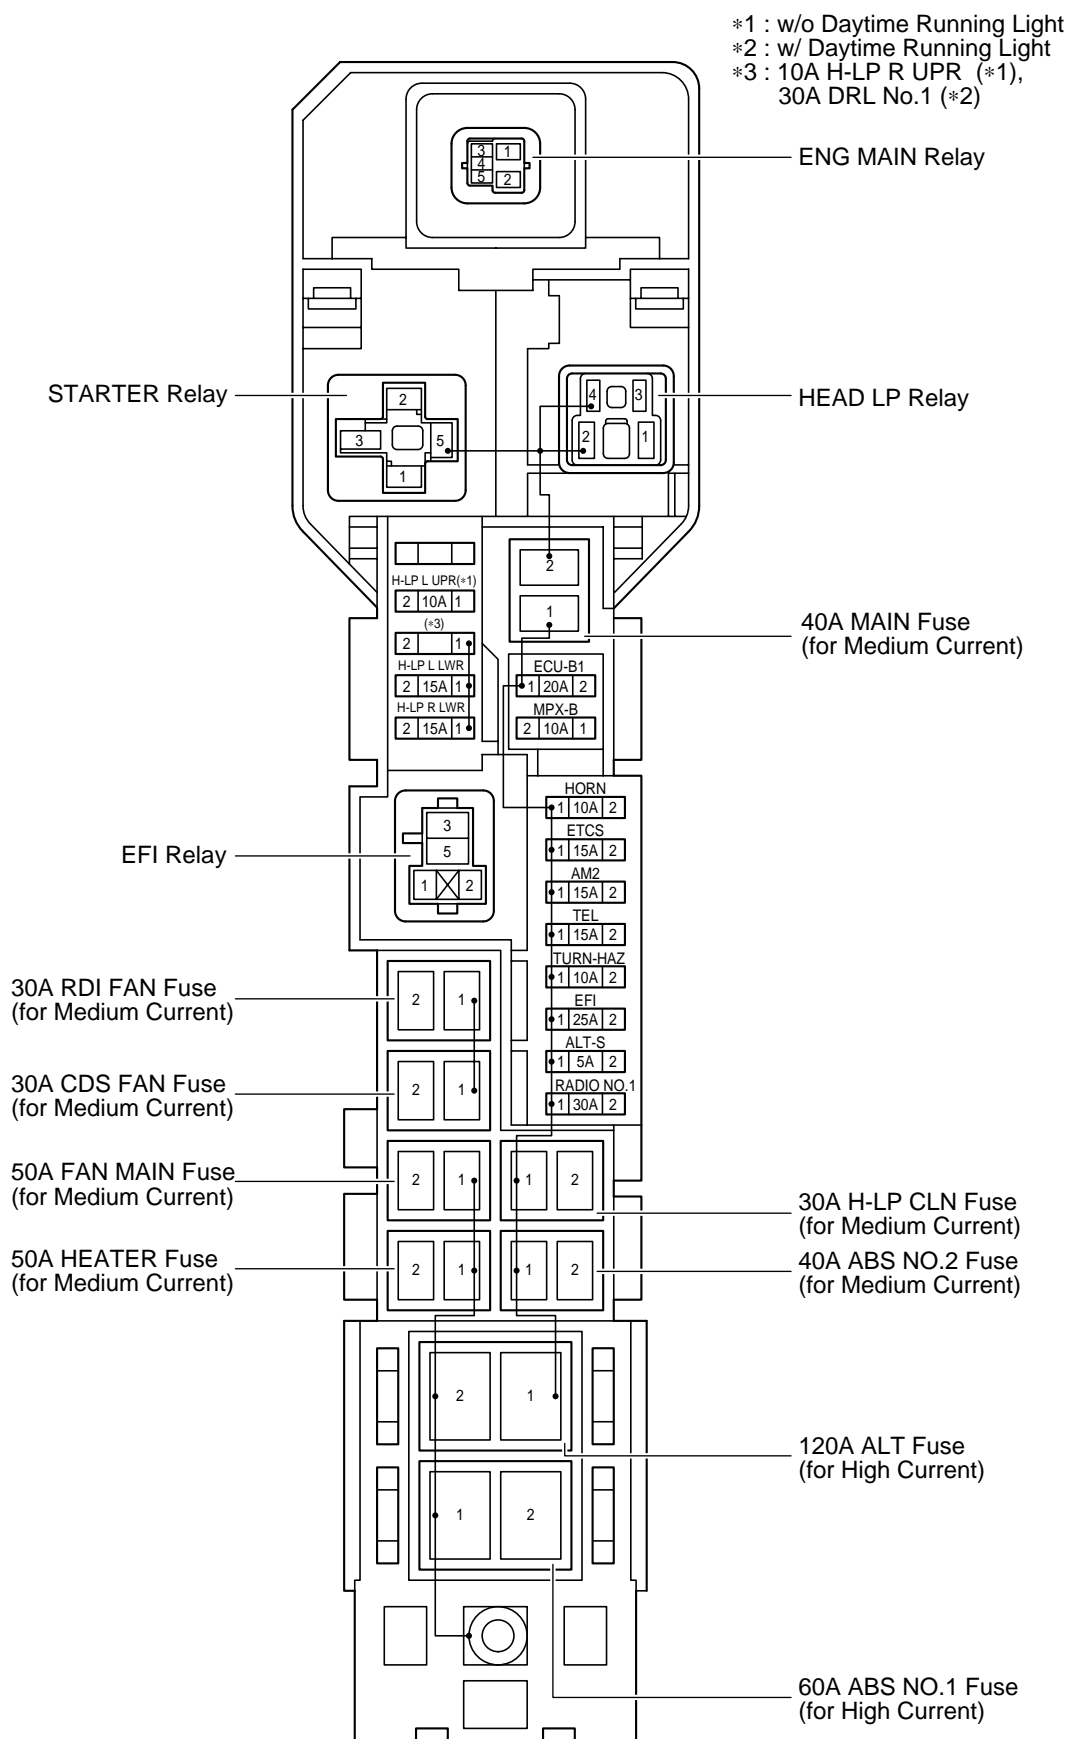 ∗1 : w/o Daytime Running Light
∗2 : w/ Daytime Running Light
∗3 : 10A H-LP R UPR (∗1),
30A DRL No.1 (∗2)
3 1
4
5 2
ENG MAIN Relay
STARTER Relay
2
3 5
1
4 3
2 1
HEAD LP Relay
H-LP L UPR(∗1)
2 10A 1
(∗3)
2 1
H-LP L LWR
2 15A 1
H-LP R LWR
2 15A 1
2
1
40A MAIN Fuse
(for Medium Current)
ECU-B1
1 20A 2
MPX-B
2 10A 1
EFI Relay
3
5
1 2
HORN
1 10A 2
ETCS
1 15A 2
AM2
1 15A 2
TEL
1 15A 2
TURN-HAZ
1 10A 2
EFI
1 25A 2
ALT-S
1 5A 2
RADIO NO.1
1 30A 2
30A RDI FAN Fuse
(for Medium Current)
2 1
30A CDS FAN Fuse
(for Medium Current)
2 1
50A FAN MAIN Fuse
(for Medium Current)
2 1
1 2
30A H-LP CLN Fuse
(for Medium Current)
50A HEATER Fuse
(for Medium Current)
2 1
1 2
40A ABS NO.2 Fuse
(for Medium Current)
2 1
120A ALT Fuse
(for High Current)
1 2
60A ABS NO.1 Fuse
(for High Current)